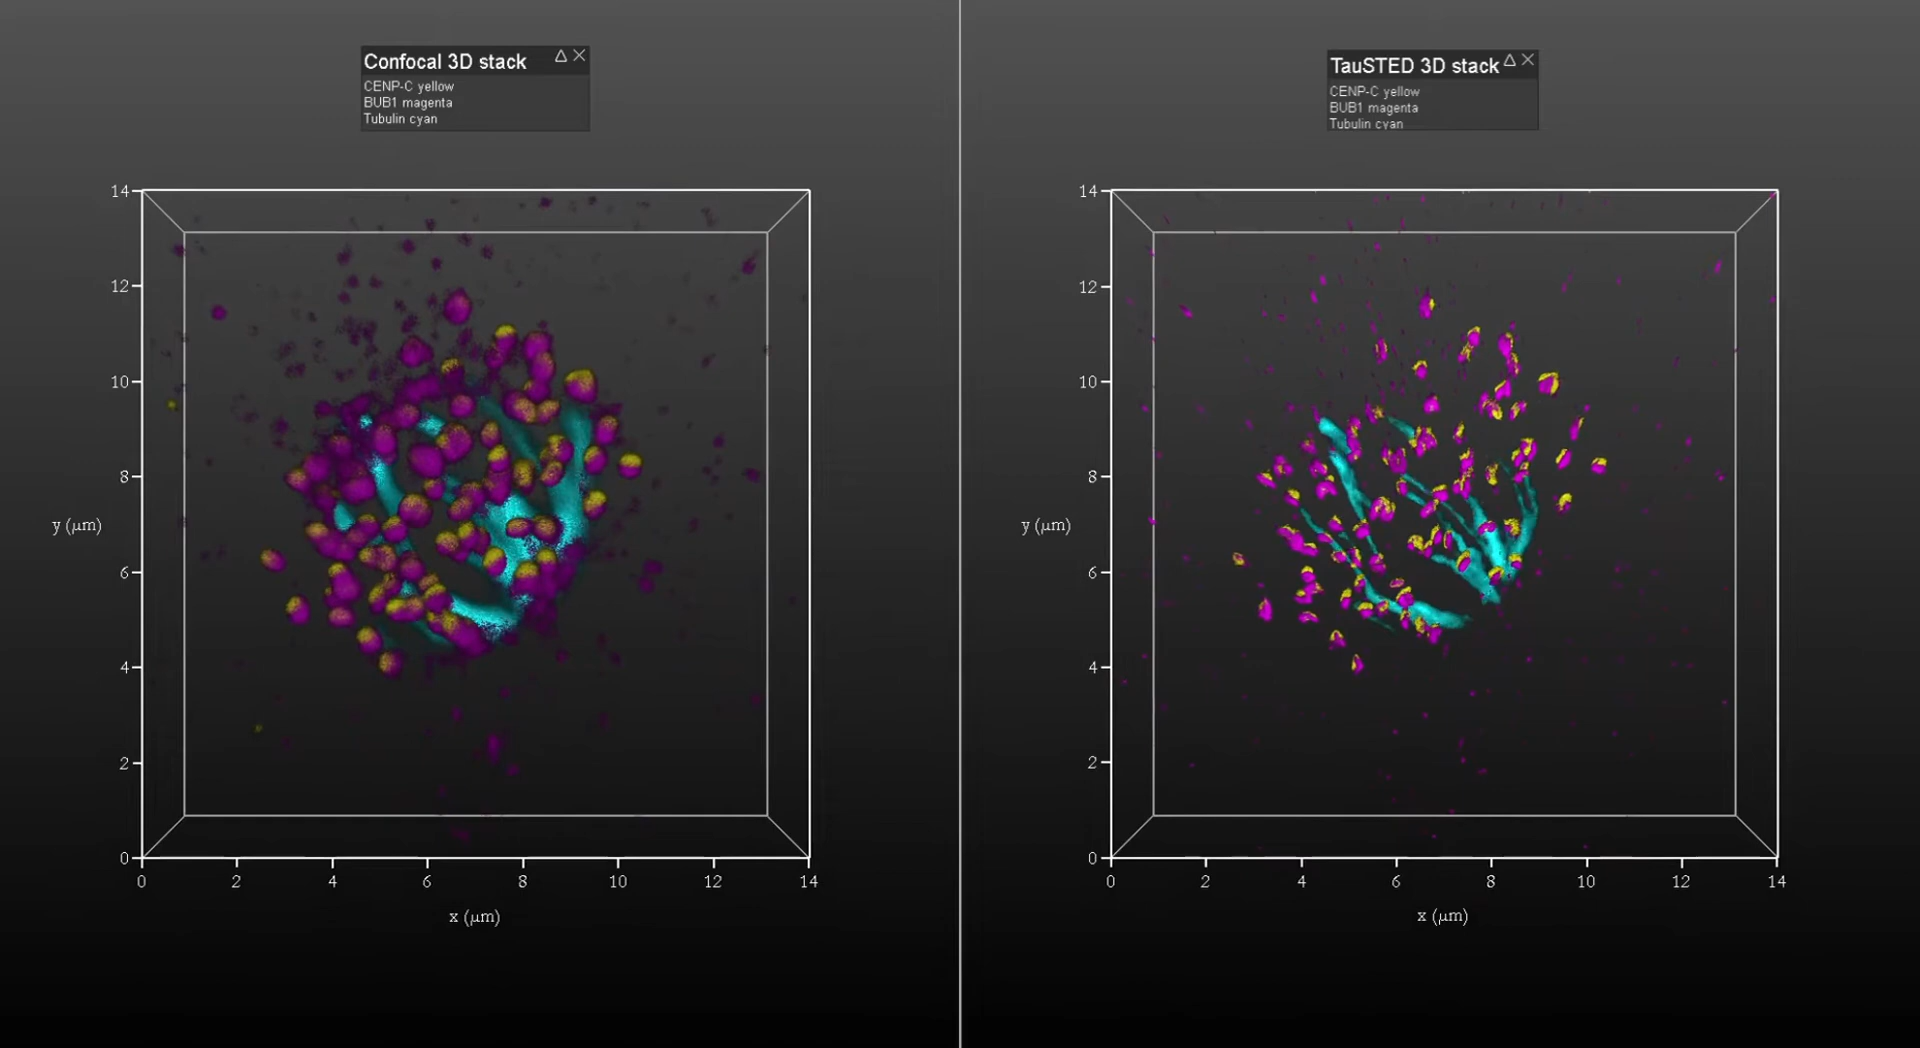 Confocal 3D stack
CENP-C yellow
BUB1 magenta
Tubulin cyan
14
12
10
8
6
4
2
0
y (μm)
0 2 4 6 8 10 12 14
x (μm)
TauSTED 3D stack
CENP-C yellow
BUB1 magenta
Tubulin cyan
14
12
10
8
6
4
2
0
y (μm)
0 2 4 6 8 10 12 14
x (μm)